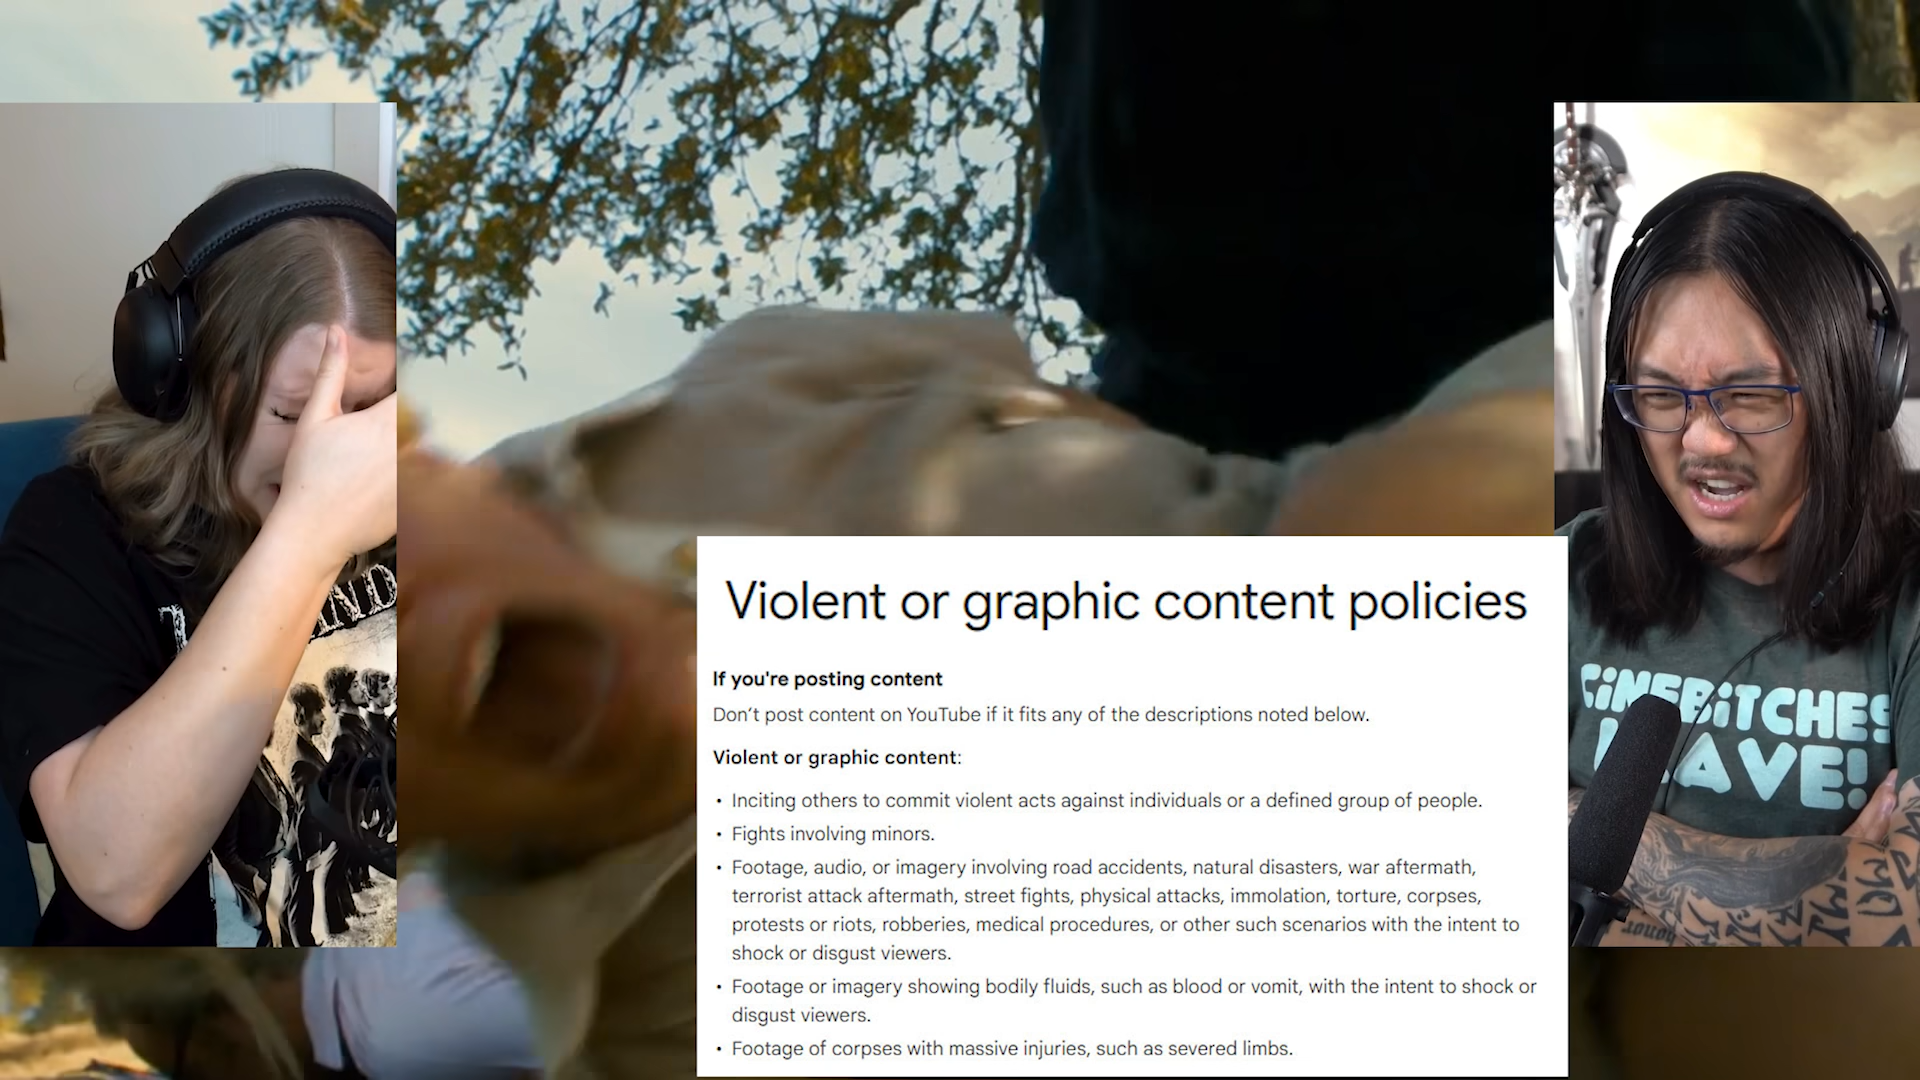 Violent or graphic content policies
If you're posting content
Don't post content on YouTube if it fits any of the descriptions noted below.
Violent or graphic content:
• Inciting others to commit violent acts against individuals or a defined group of people.
• Fights involving minors.
• Footage, audio, or imagery involving road accidents, natural disasters, war aftermath,
terrorist attack aftermath, street fights, physical attacks, immolation, torture, corpses,
protests or riots, robberies, medical procedures, or other such scenarios with the intent to
shock or disgust viewers.
• Footage or imagery showing bodily fluids, such as blood or vomit, with the intent to shock or
disgust viewers.
• Footage of corpses with massive injuries, such as severed limbs.
CiNEBiTCHES